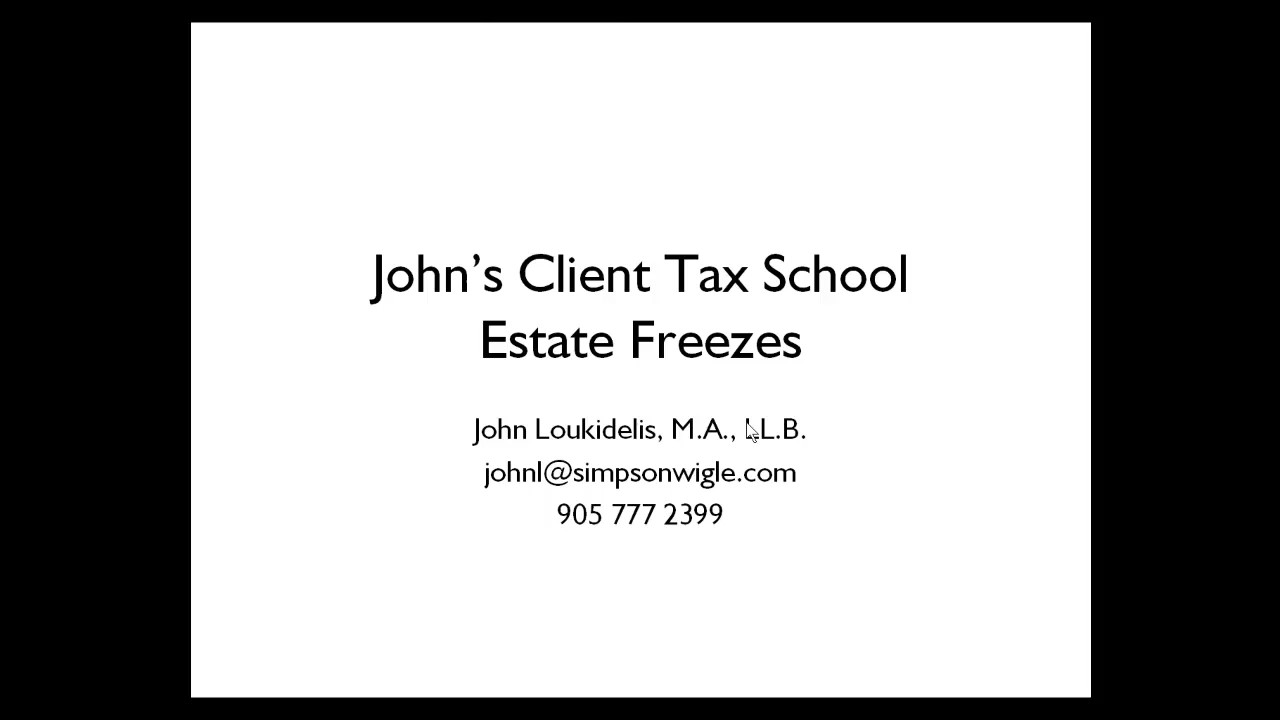 John’s Client Tax School
Estate Freezes
John Loukidelis, M.A., LL.B.
johnl@simpsonwigle.com
905 777 2399